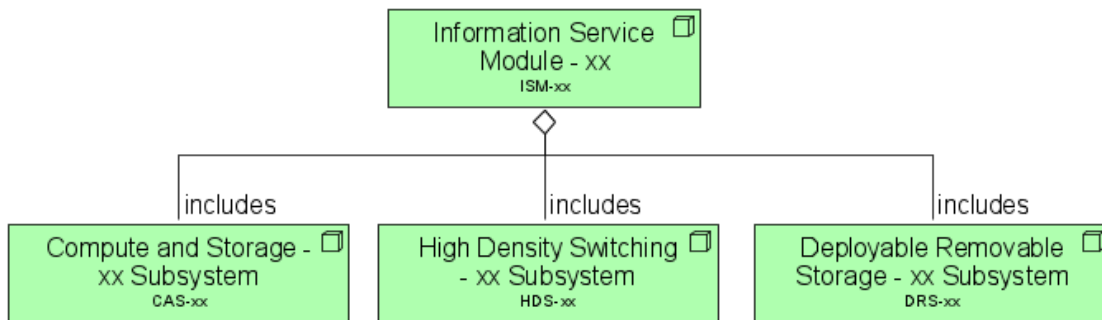 Information Service
Module - xx
ISM-xx
includes
includes
includes
Compute and Storage -
xx Subsystem
CAS-xx
High Density Switching
- xx Subsystem
HDS-xx
Deployable Removable
Storage - xx Subsystem
DRS-xx